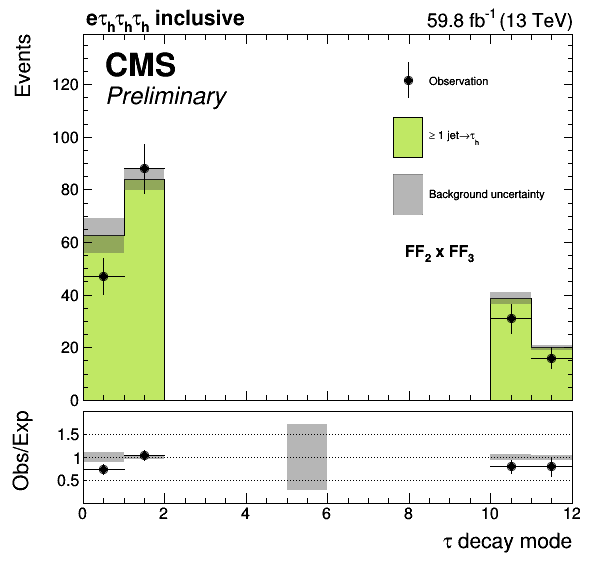 eτhτhτh inclusive
59.8 fb-1 (13 TeV)
Events
CMS
Preliminary
Observation
≥ 1 jet→τh
Background uncertainty
FF2 x FF3
120
100
80
60
40
20
0
Obs/Exp
1.5
1
0.5
0 2 4 6 8 10 12
τ decay mode